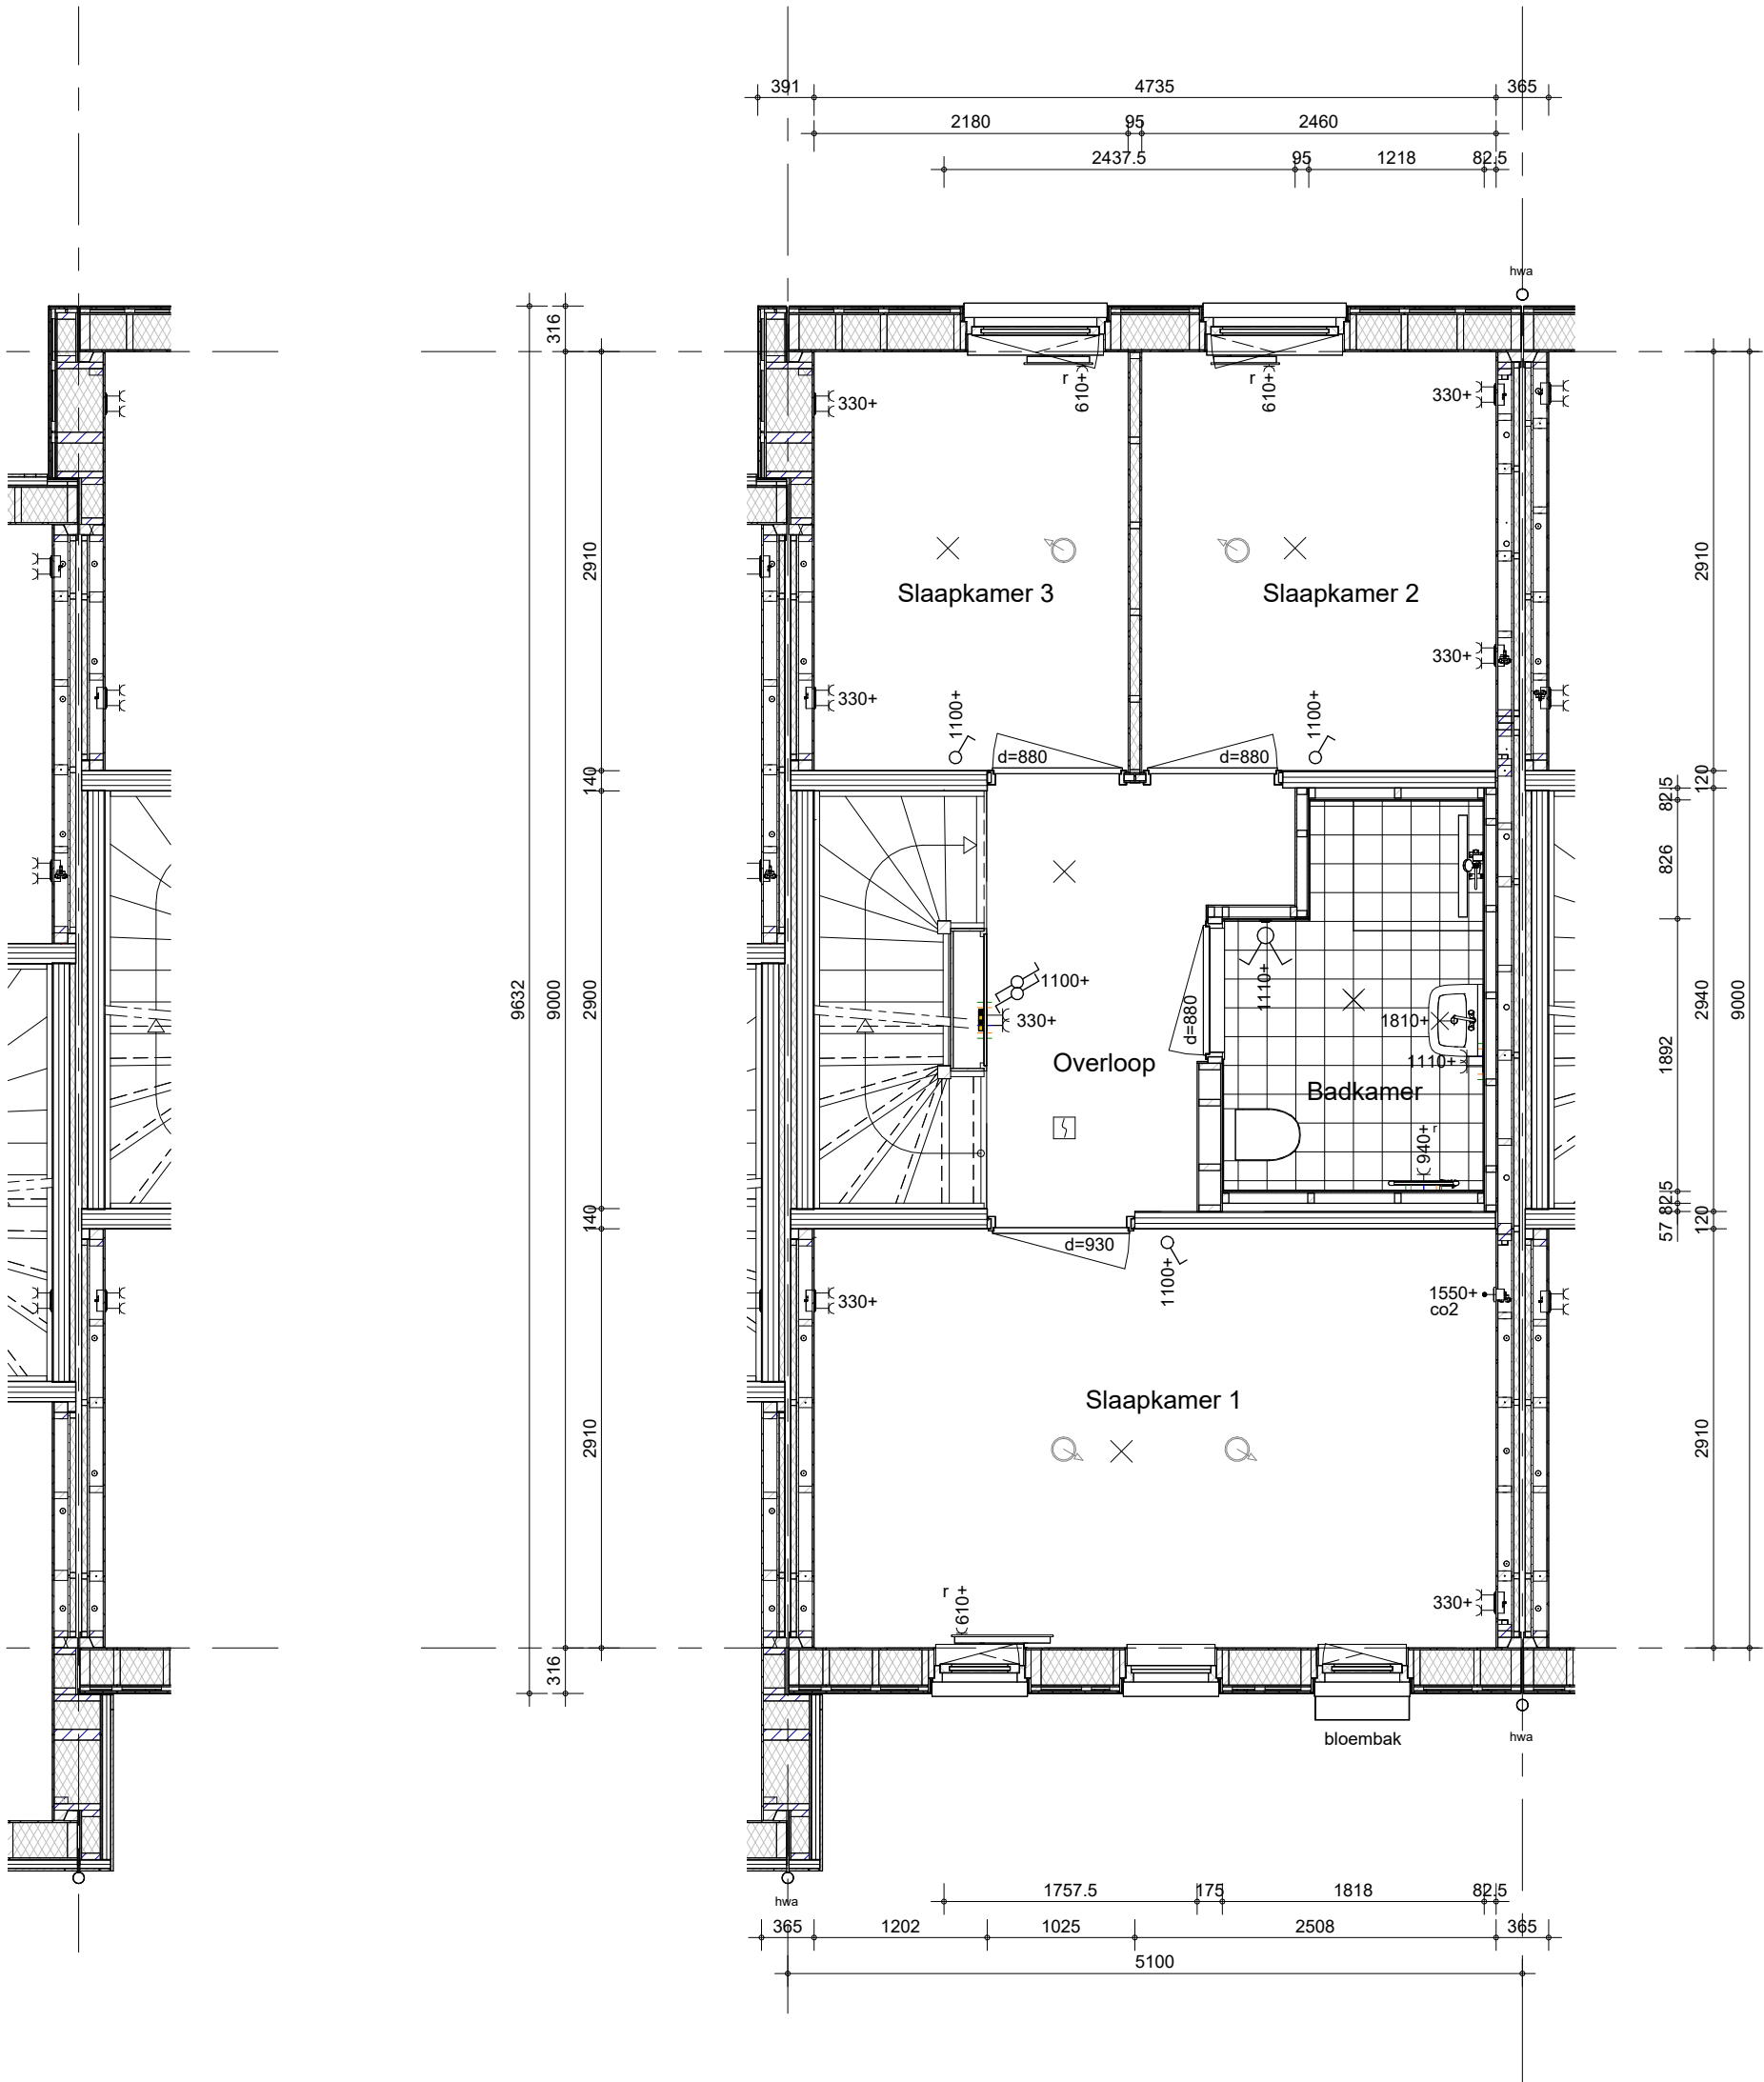 391 4735 365
2180 95 2460
2437.5 95 1218 82.5
hwa
316
r 610+ r 610+
330+ 330+
2910 2910
Slaapkamer 3 Slaapkamer 2
330+
330+
1100+ 1100+
d=880 d=880
140 82.5 120
826
1100+ 1110+
9632 9000 2900 330+ d=880 1810+ 2940 9000
1110+ 1892
Overloop
Badkamer
940+ r
140 57 82.5 120
d=930
1100+
330+ 1550+
co2
2910 2910
Slaapkamer 1
r 610+ 330+
316
bloembak hwa
hwa
1757.5 175 1818 82.5
365 1202 1025 2508 365
5100